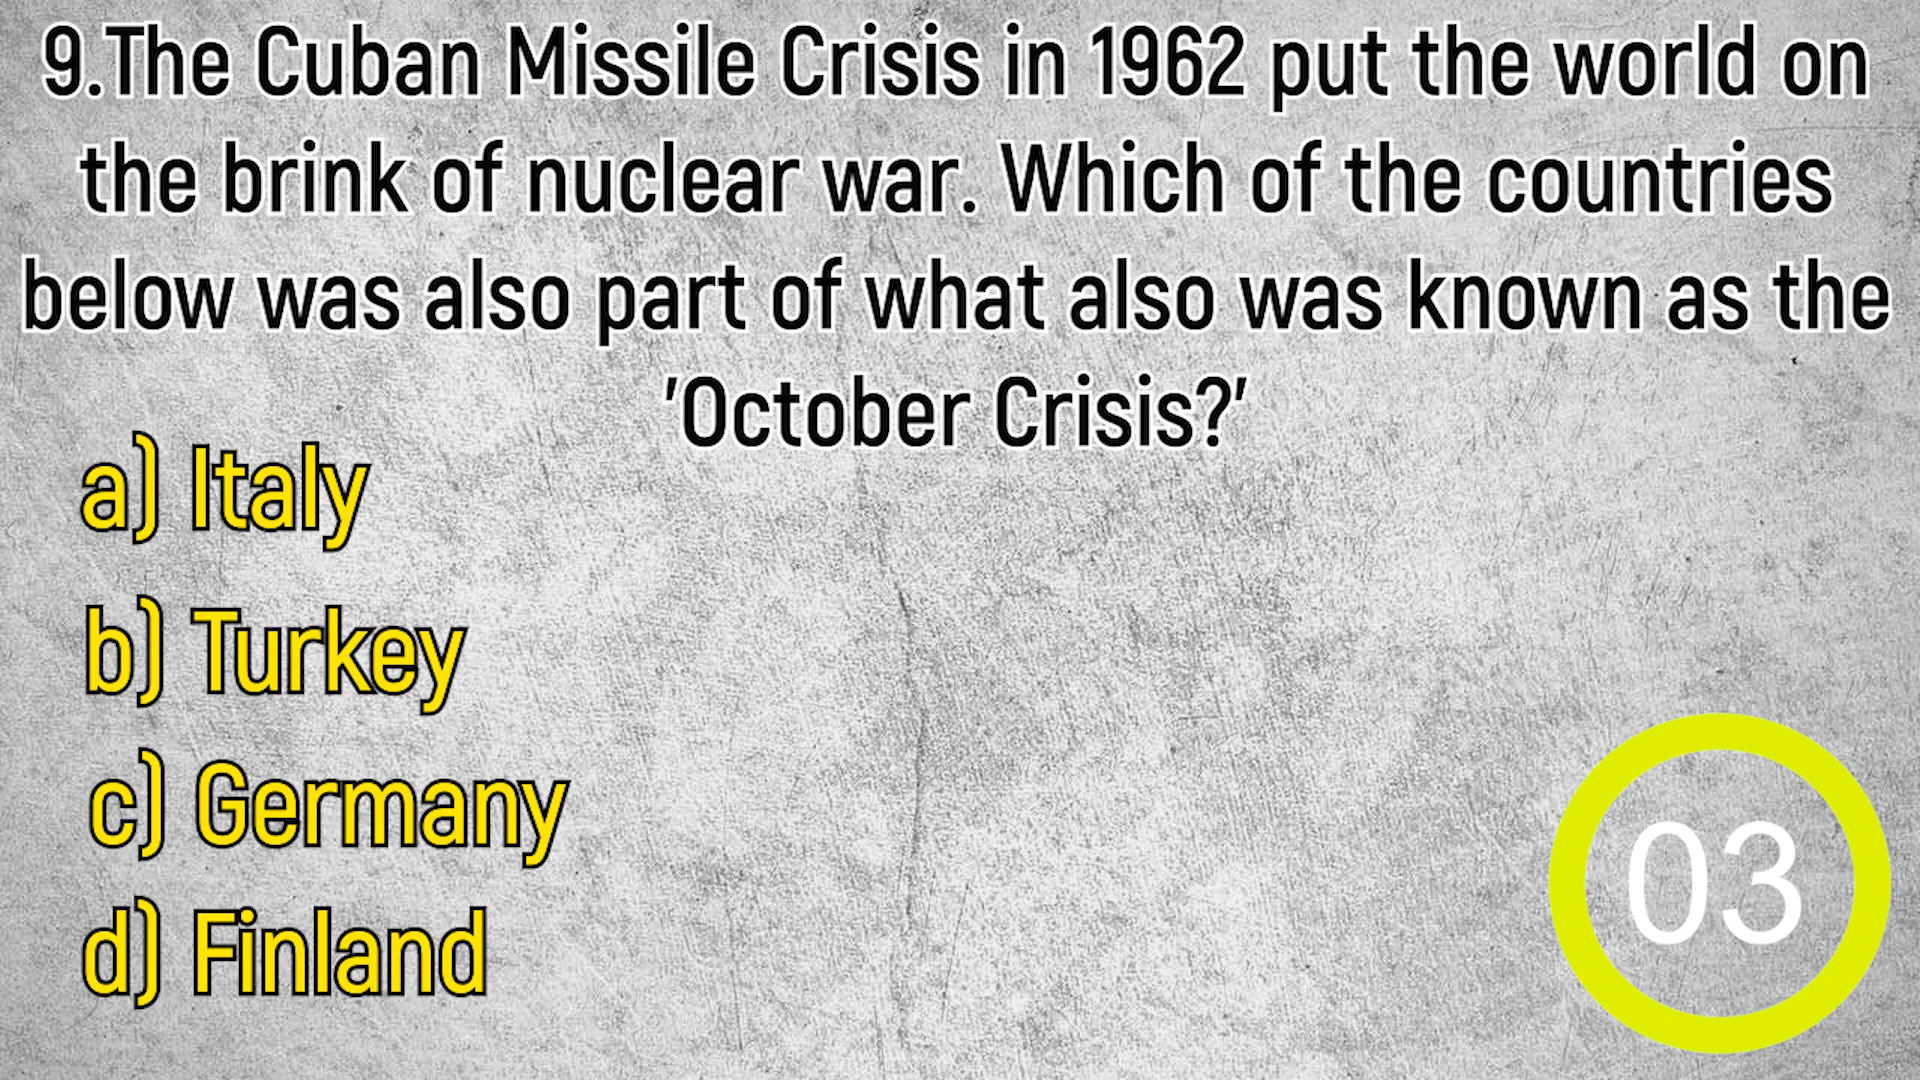 9.The Cuban Missile Crisis in 1962 put the world on
the brink of nuclear war. Which of the countries
below was also part of what also was known as the
'October Crisis?'
a) Italy
b) Turkey
c) Germany
d) Finland
03